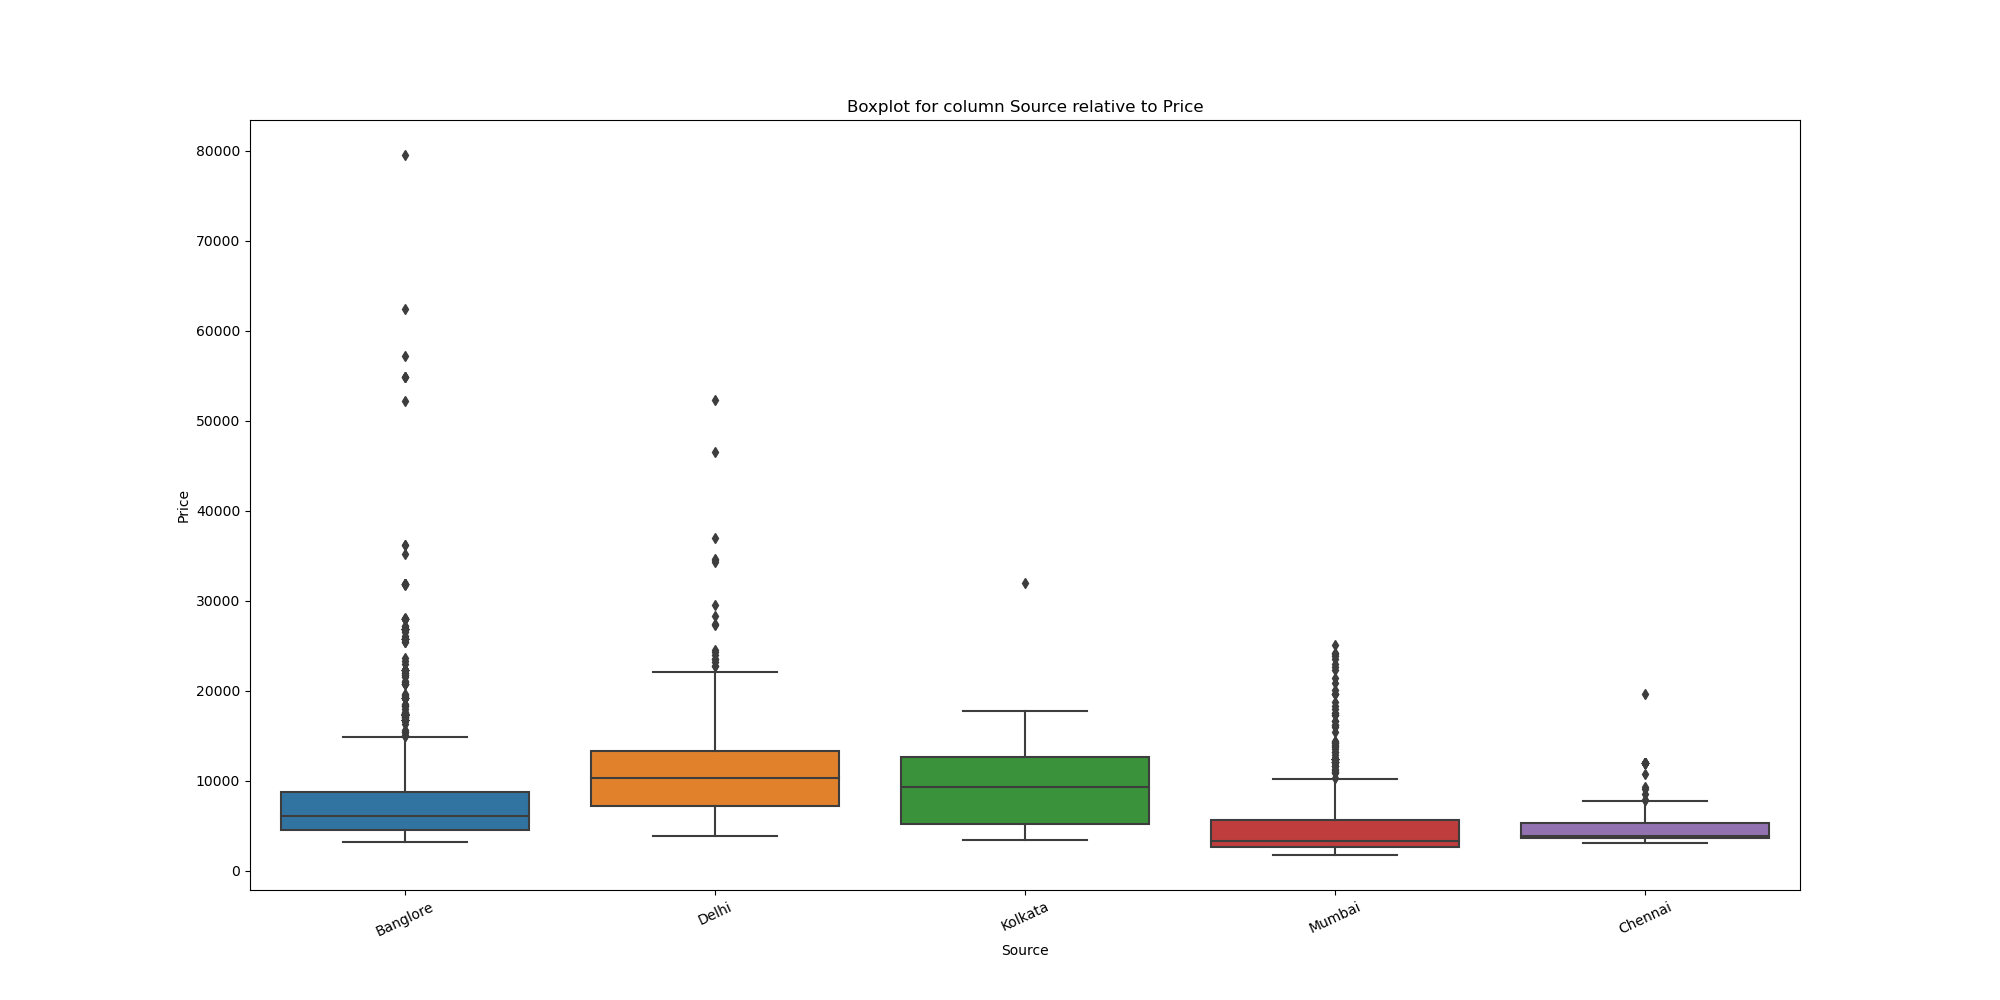 Boxplot for column Source relative to Price
80000
70000
60000
50000
40000
30000
20000
10000
0
Price
Banglore Delhi Kolkata Mumbai Chennai
Source